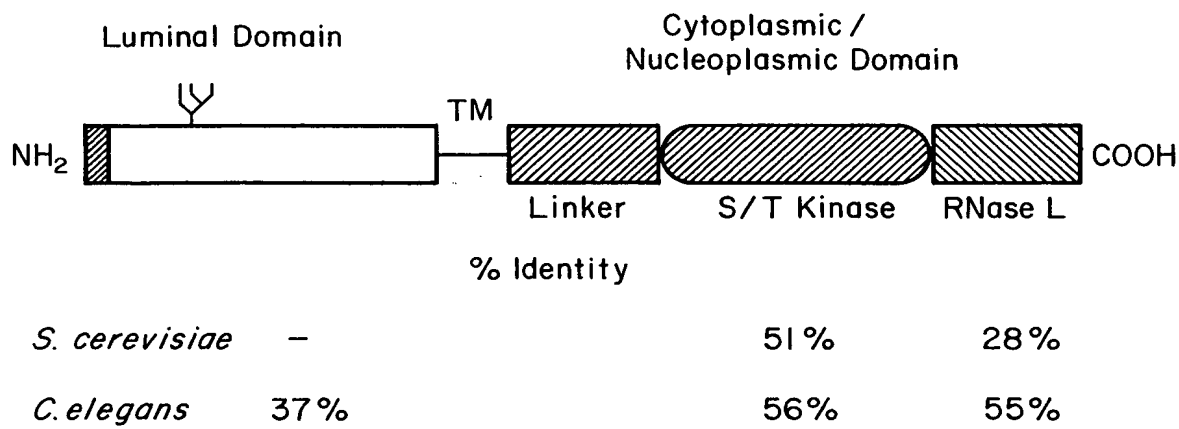 Luminal Domain
Cytoplasmic /
Nucleoplasmic Domain
TM
NH2
COOH
Linker
S/T Kinase
RNase L
% Identity
S. cerevisiae – 51% 28%
C. elegans 37% 56% 55%